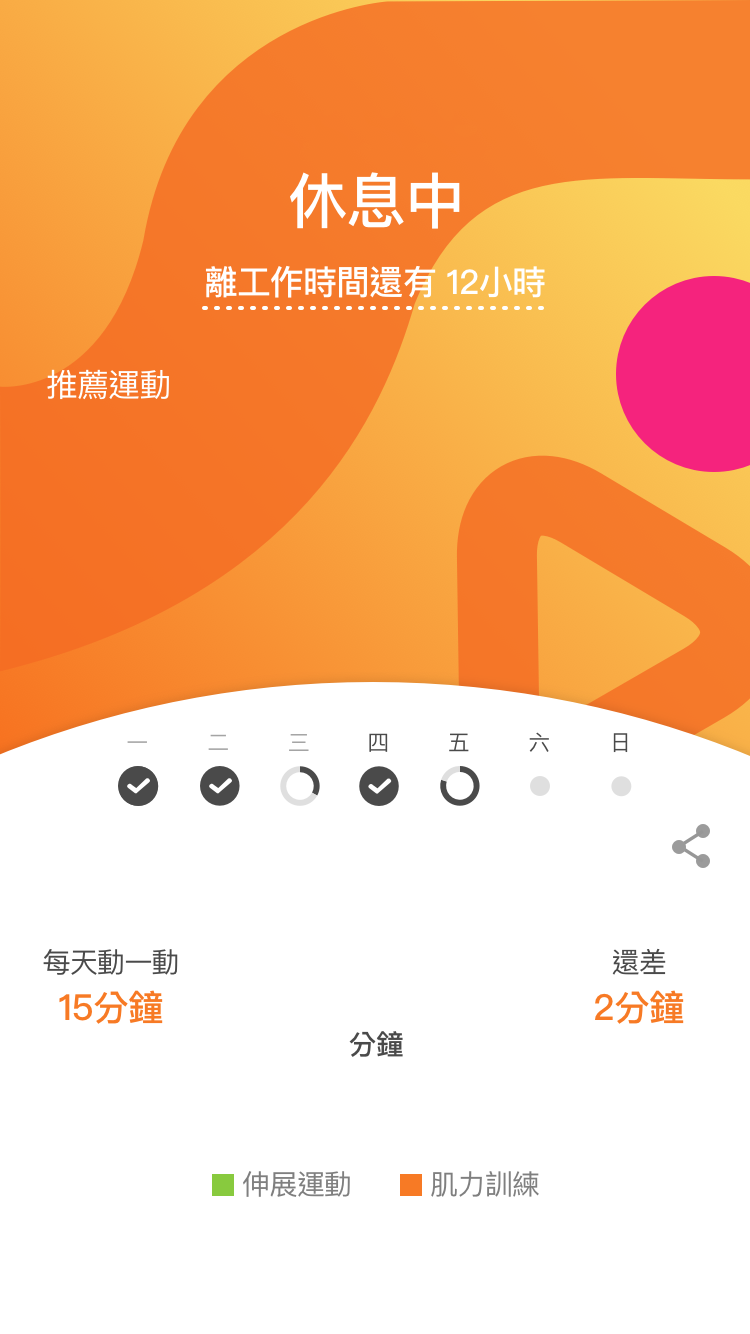 休息中
離工作時間還有 12小時
推薦運動
一 二 三 四 五 六 日
每天動一動 還差
15分鐘 2分鐘
分鐘
伸展運動 肌力訓練